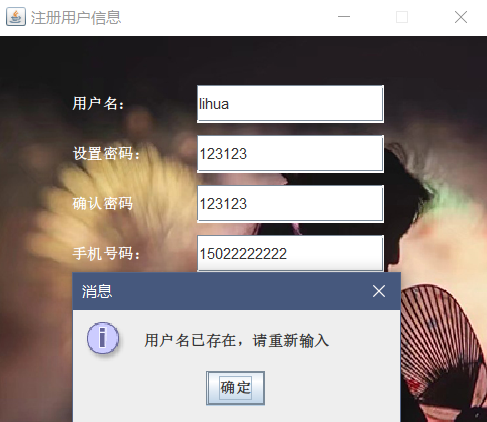 注册用户信息
用户名：
lihua
设置密码：
123123
确认密码
123123
手机号码：
15022222222
消息
用户名已存在，请重新输入
确定